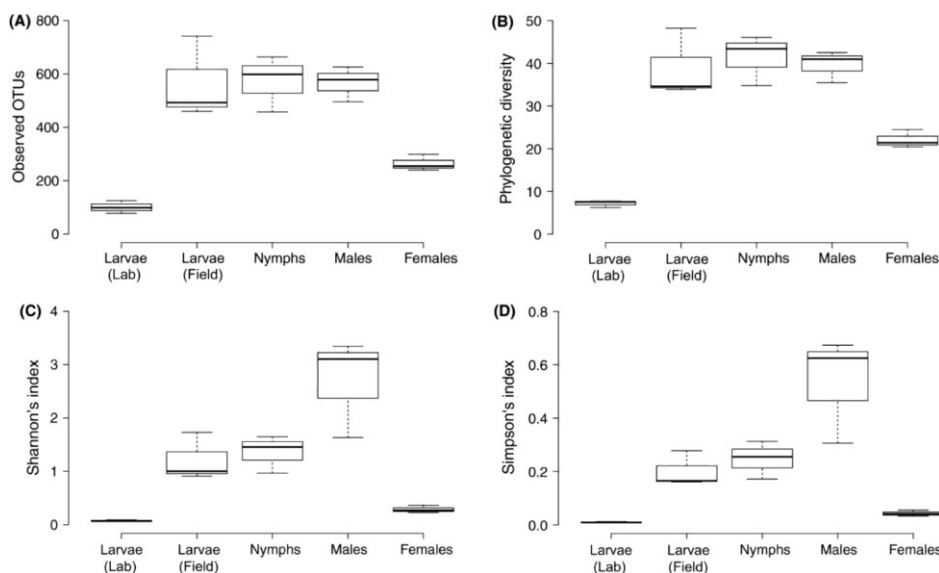 (A)
Observed OTUs
800
600
400
200
0
Larvae (Lab)
Larvae (Field)
Nymphs
Males
Females
(B)
Phylogenetic diversity
50
40
30
20
10
0
Larvae (Lab)
Larvae (Field)
Nymphs
Males
Females
(C)
Shannon's index
4
3
2
1
0
Larvae (Lab)
Larvae (Field)
Nymphs
Males
Females
(D)
Simpson's index
0.8
0.6
0.4
0.2
0.0
Larvae (Lab)
Larvae (Field)
Nymphs
Males
Females